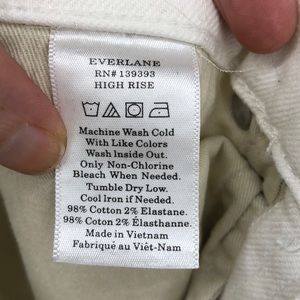 EVERLANE
RN# 139393
HIGH RISE
Machine Wash Cold
With Like Colors
Wash Inside Out.
Only Non-Chlorine
Bleach When Needed.
Tumble Dry Low.
Cool Iron if Needed.
98% Cotton 2% Elastane.
98% Cotton 2% Élasthanne.
Made in Vietnam
Fabriqué au Viêt-Nam